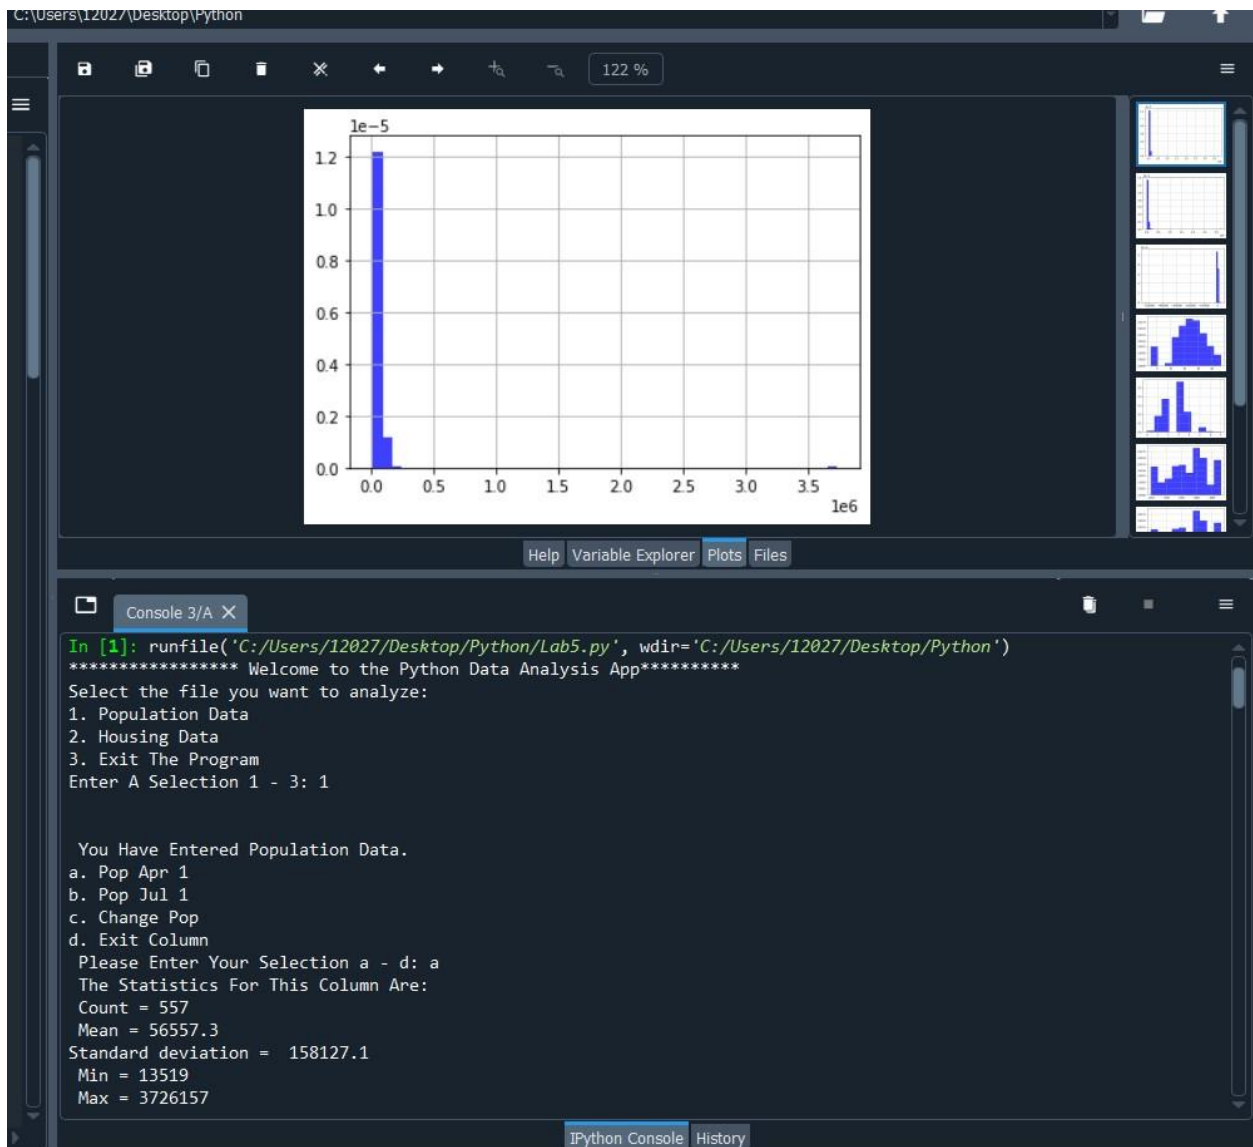 C:\Users\12027\Desktop\Python
122 %
1e−5
1.2
1.0
0.8
0.6
0.4
0.2
0.0
0.0 0.5 1.0 1.5 2.0 2.5 3.0 3.5
1e6
Help Variable Explorer Plots Files
Console 3/A
In [1]: runfile('C:/Users/12027/Desktop/Python/Lab5.py', wdir='C:/Users/12027/Desktop/Python')
***************** Welcome to the Python Data Analysis App**********
Select the file you want to analyze:
1. Population Data
2. Housing Data
3. Exit The Program
Enter A Selection 1 - 3: 1
You Have Entered Population Data.
a. Pop Apr 1
b. Pop Jul 1
c. Change Pop
d. Exit Column
Please Enter Your Selection a - d: a
The Statistics For This Column Are:
Count = 557
Mean = 56557.3
Standard deviation =  158127.1
Min = 13519
Max = 3726157
IPython Console History